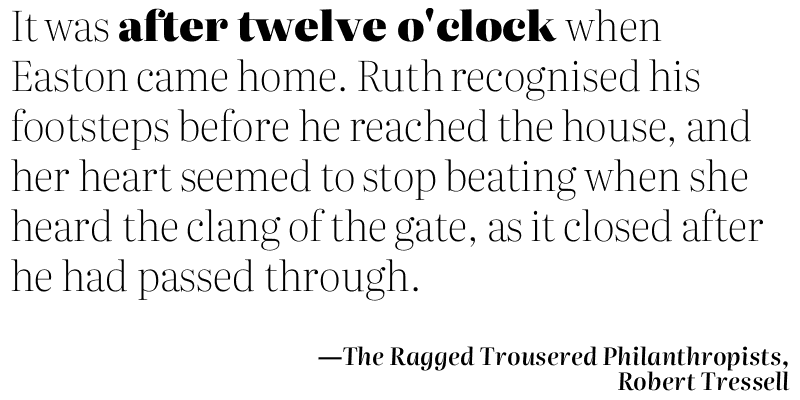 It was after twelve o'clock when
Easton came home. Ruth recognised his
footsteps before he reached the house, and
her heart seemed to stop beating when she
heard the clang of the gate, as it closed after
he had passed through.
—The Ragged Trousered Philanthropists,
Robert Tressell